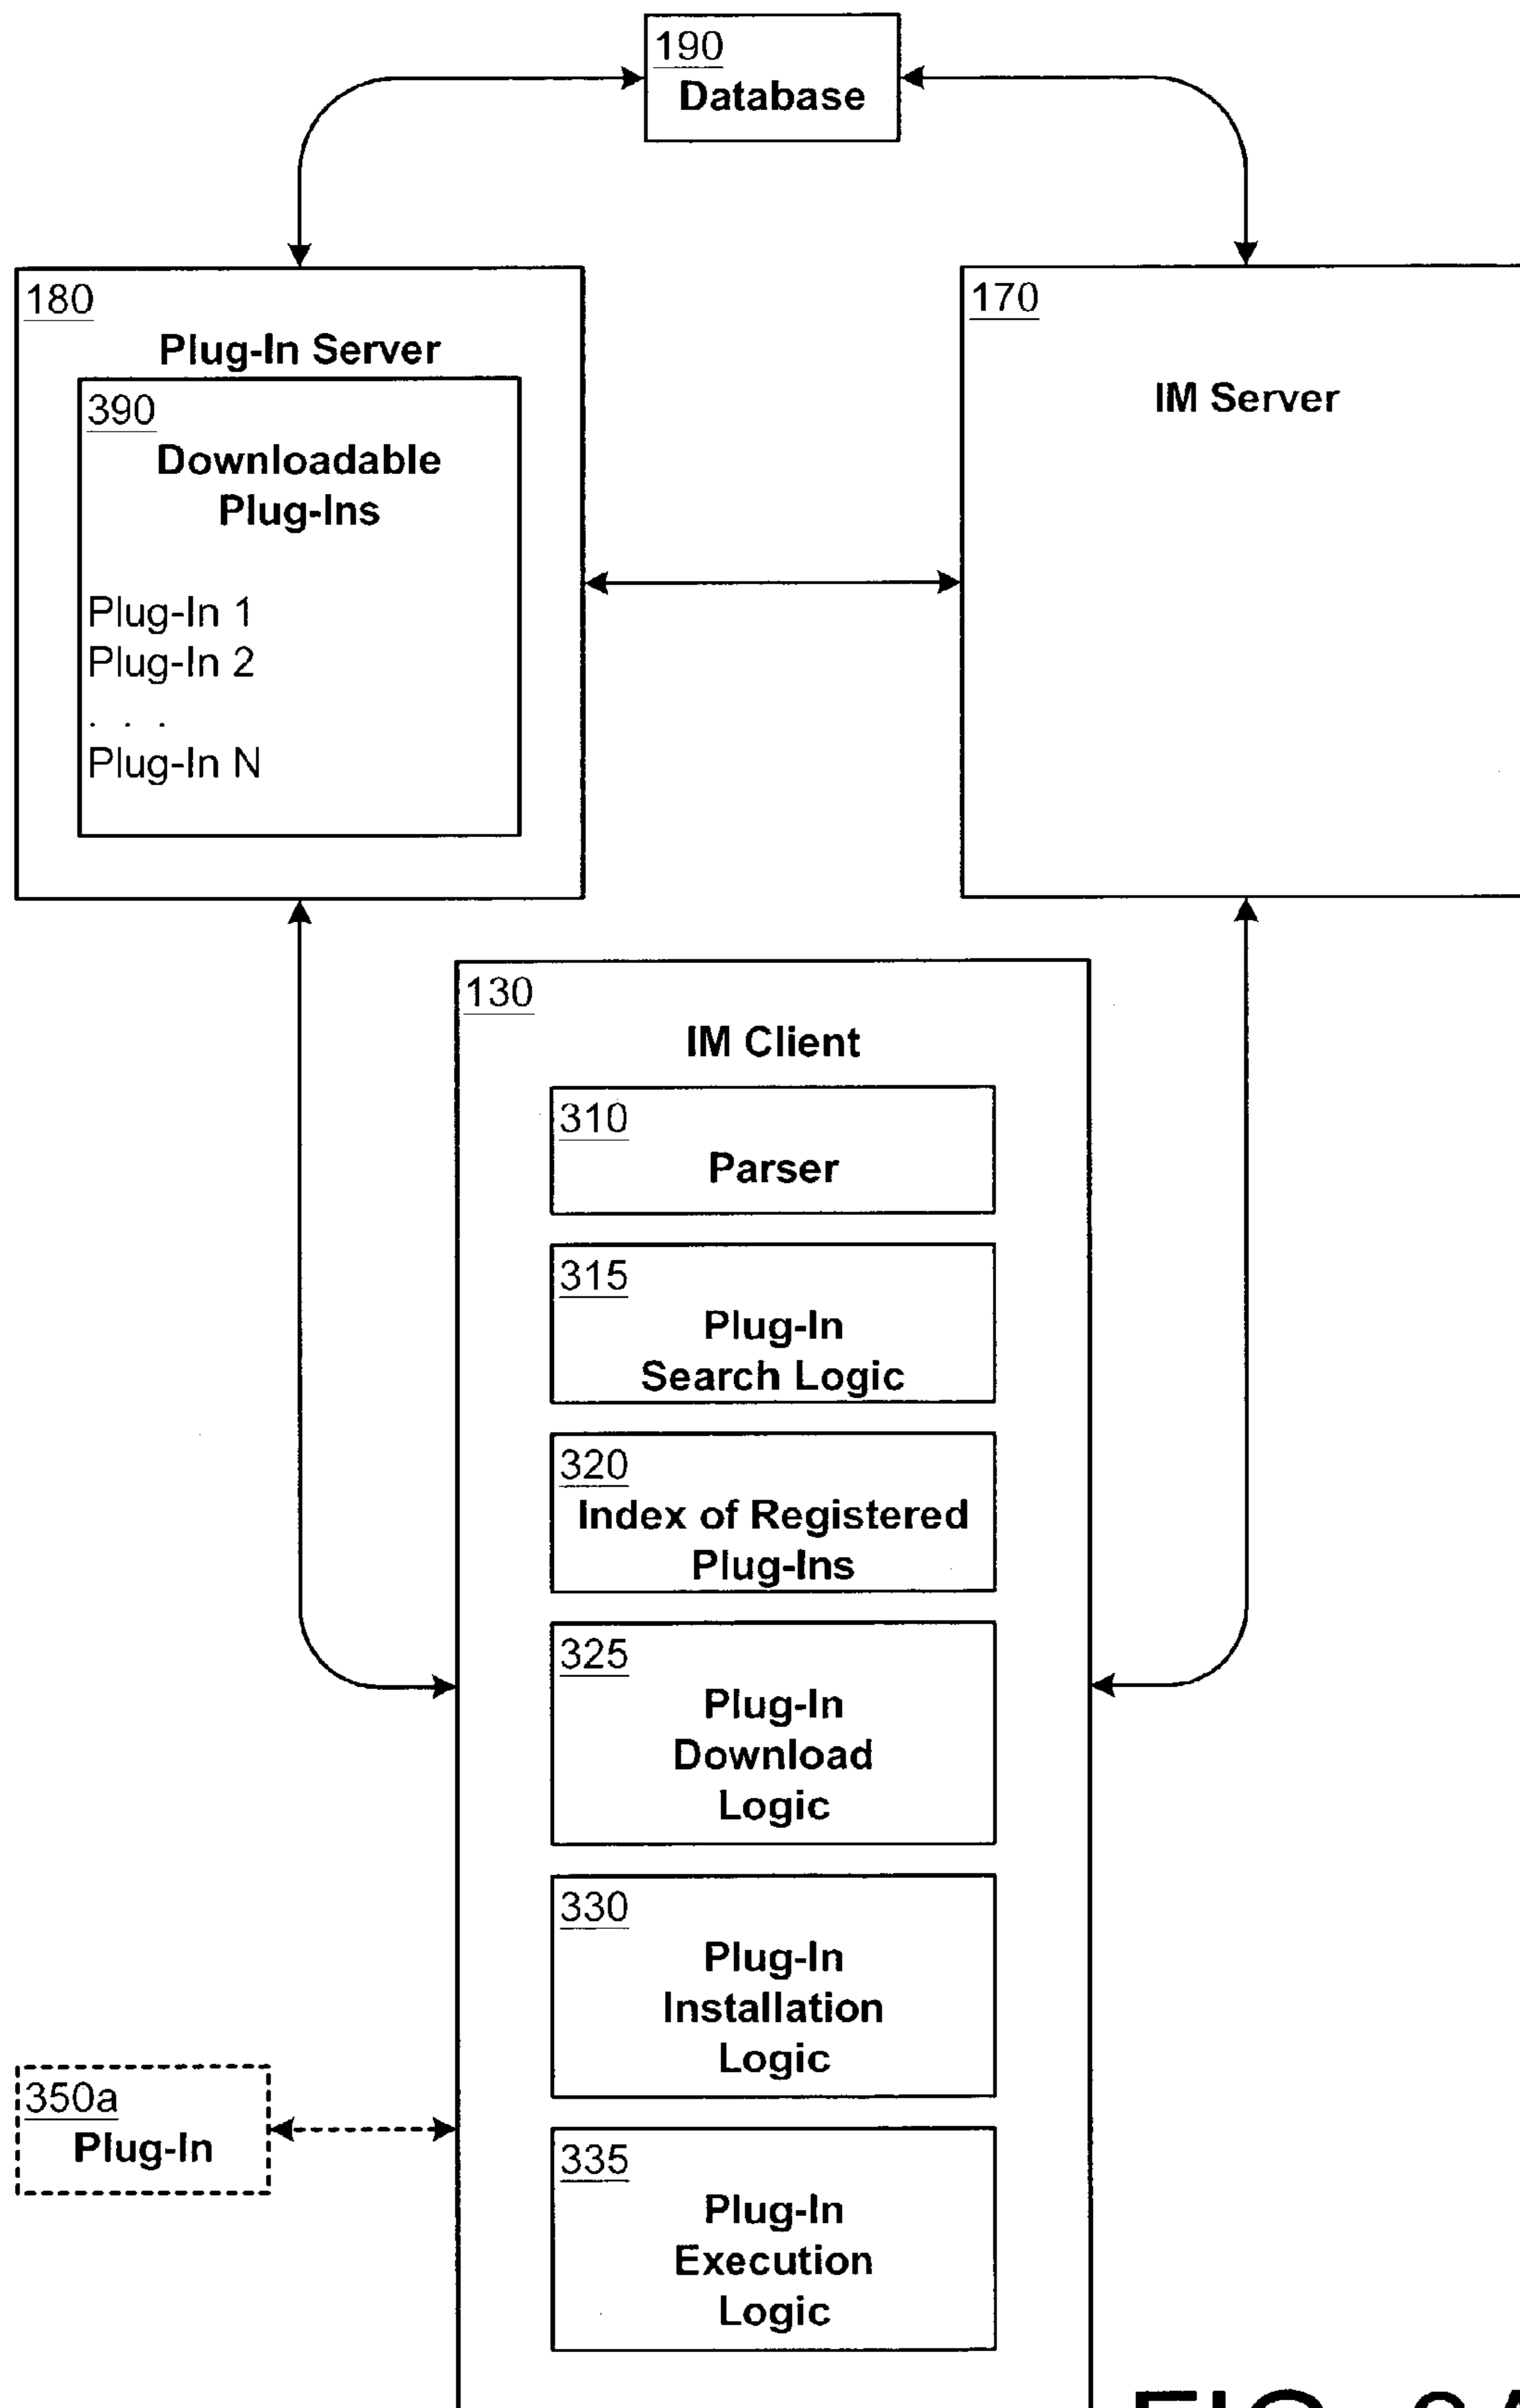 190
Database
180
Plug-In Server
390
Downloadable
Plug-Ins
Plug-In 1
Plug-In 2
. . .
Plug-In N
170
IM Server
130
IM Client
310
Parser
315
Plug-In
Search Logic
320
Index of Registered
Plug-Ins
325
Plug-In
Download
Logic
330
Plug-In
Installation
Logic
350a
Plug-In
335
Plug-In
Execution
Logic